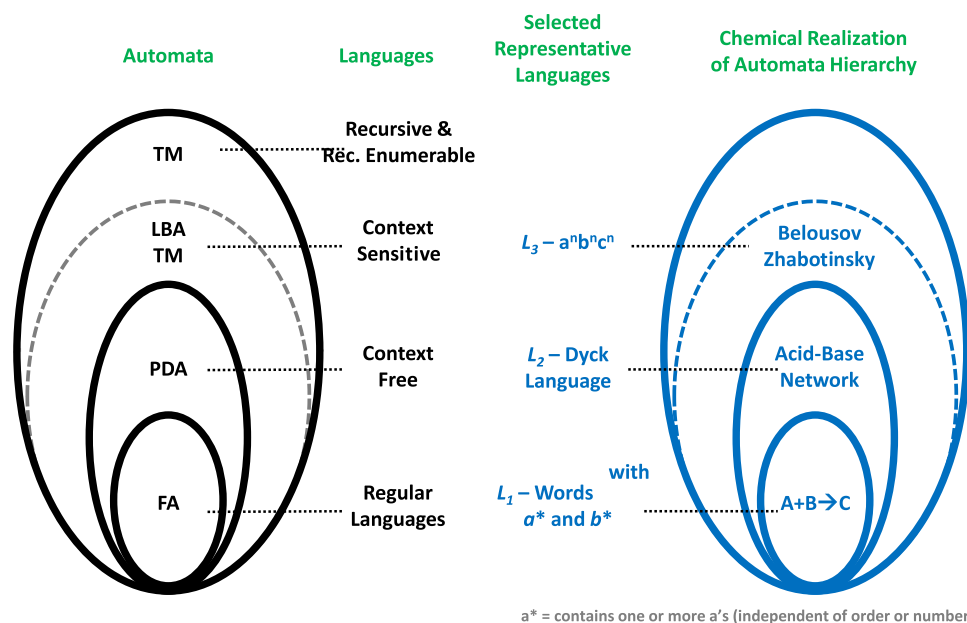 Automata
Languages
Selected
Representative
Languages
Chemical Realization
of Automata Hierarchy
TM
Recursive &
Rec. Enumerable
LBA
TM
Context
Sensitive
L₃ – aⁿbⁿcⁿ
Belousov
Zhabotinsky
PDA
Context
Free
L₂ – Dyck
Language
Acid-Base
Network
FA
Regular
Languages
L₁ – Words with
a* and b*
A+B→C
a* = contains one or more a's (independent of order or number